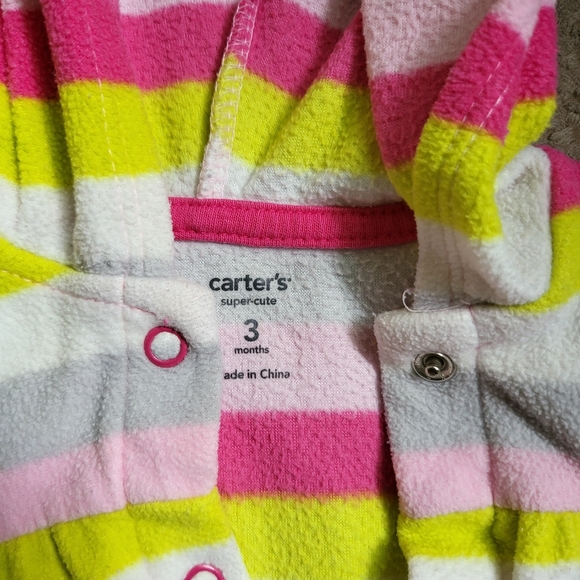 carter's
super-cute
3
months
ade in China